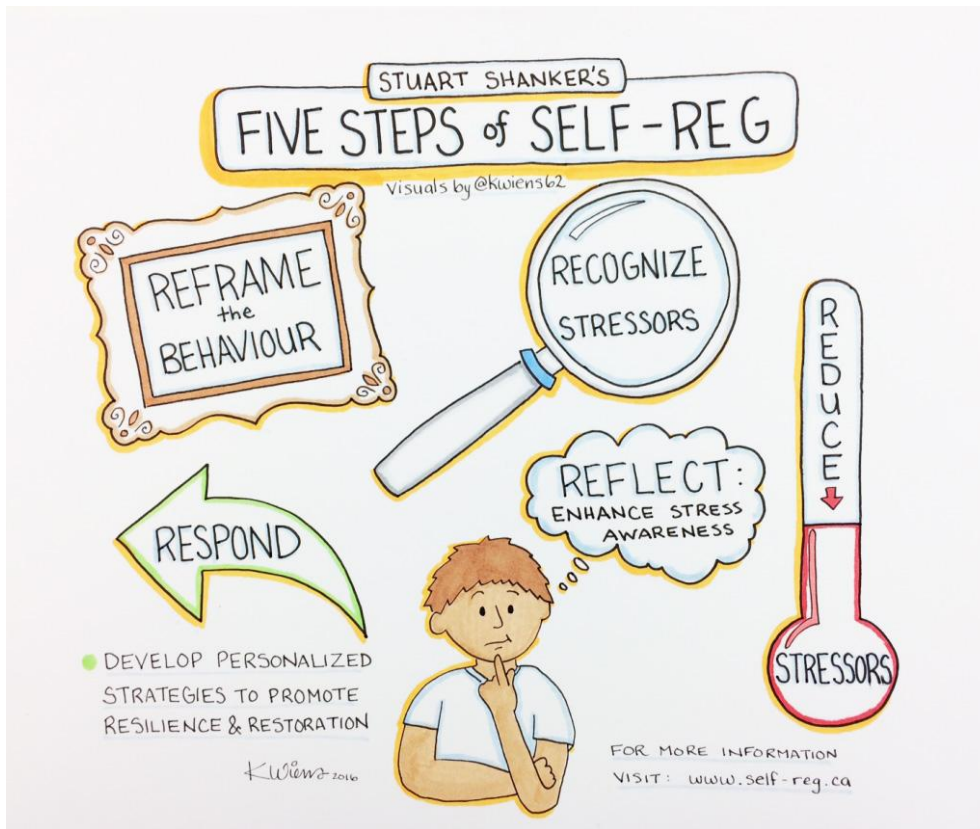 STUART SHANKER'S
FIVE STEPS of SELF-REG
Visuals by @kwiens62
REFRAME
the
BEHAVIOUR
RECOGNIZE
STRESSORS
REDUCE
STRESSORS
REFLECT:
ENHANCE STRESS
AWARENESS
RESPOND
DEVELOP PERSONALIZED
STRATEGIES TO PROMOTE
RESILIENCE & RESTORATION
KWiens 2016
FOR MORE INFORMATION
VISIT: www.self-reg.ca